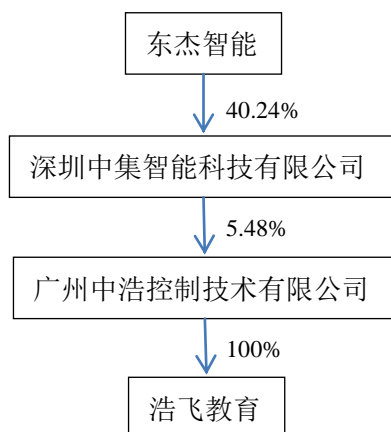 东杰智能
40.24%
深圳中集智能科技有限公司
5.48%
广州中浩控制技术有限公司
100%
浩飞教育